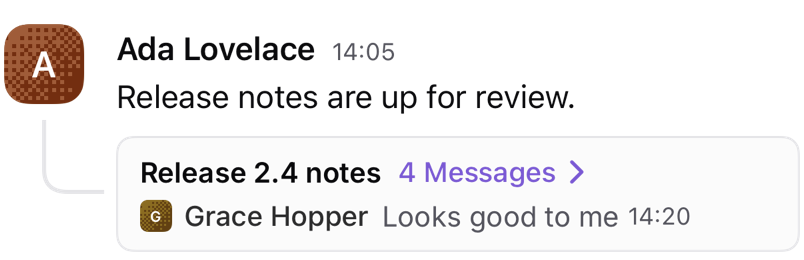 A
Ada Lovelace 14:05
Release notes are up for review.
Release 2.4 notes 4 Messages
G Grace Hopper Looks good to me 14:20